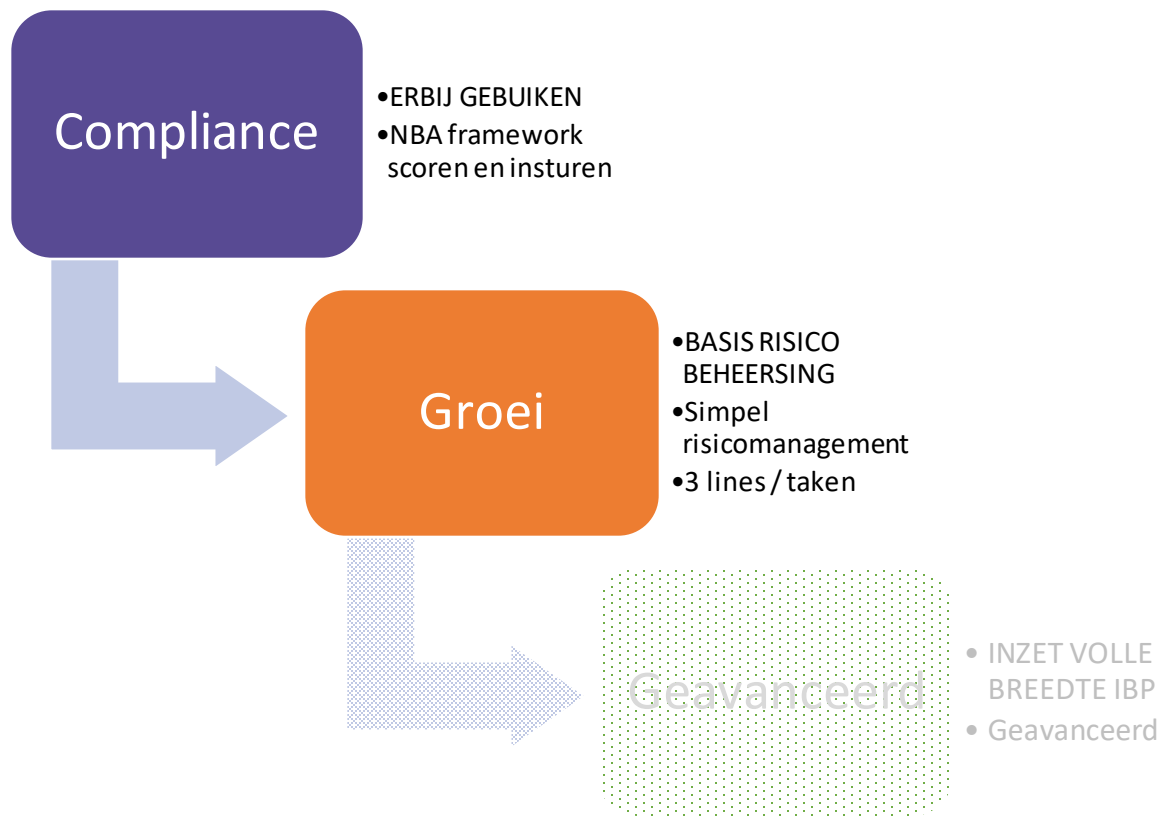 Compliance
•ERBIJ GEBUIKEN
•NBA framework
scoren en insturen
Groei
•BASIS RISICO
BEHEERSING
•Simpel
risicomanagement
•3 lines / taken
Geavanceerd
• INZET VOLLE
BREEDTE IBP
• Geavanceerd